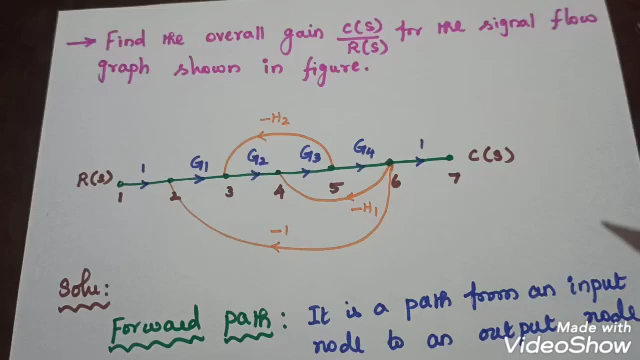 → Find the overall gain C(S)/R(S) for the signal flow
graph shown in figure.
-H2
1 G1 G2 G3 G4 1
R(S) C(S)
1 2 3 4 5 6 7
-H1
-1
Solu:
Forward path: It is a path from an input
node to an output node
Made with
VideoShow